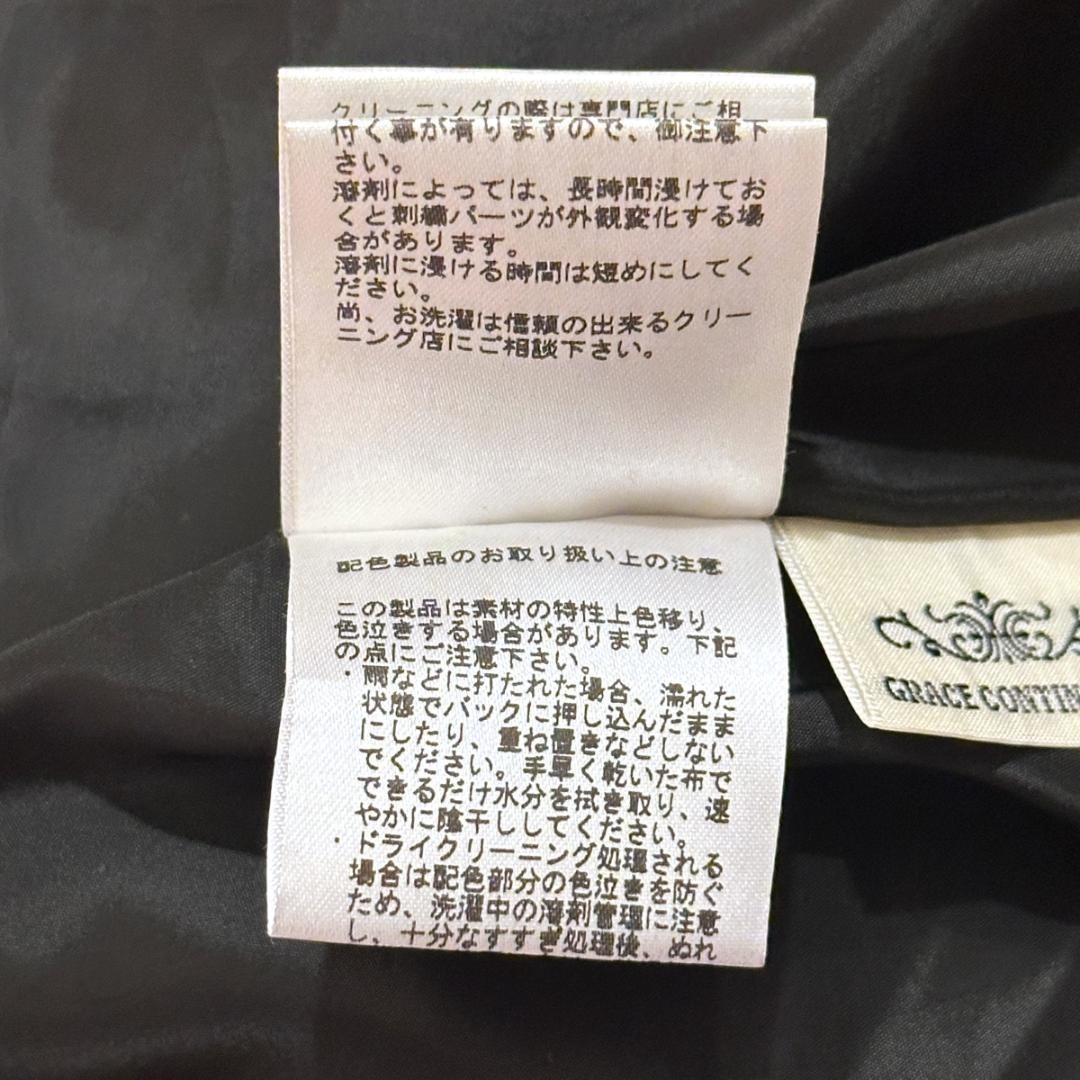 クリーニングの際は専門店にご相
付く事が有りますので、御注意下
さい。
溶剤によっては、長時間浸けてお
くと刺繍パーツが外観変化する場
合があります。
溶剤に浸ける時間は短めにしてく
ださい。
尚、お洗濯は信頼の出来るクリー
ニング店にご相談下さい。
配色製品のお取り扱い上の注意
この製品は素材の特性上色移り、
色泣きする場合があります。下記
の点にご注意下さい。
・雨などに打たれた場合、濡れた
状態でバックに押し込んだまま
にしたり、重ね置きなどしない
でください。手早く乾いた布で
できるだけ水分を拭き取り、速
やかに陰干ししてください。
・ドライクリーニング処理される
場合は配色部分の色泣きを防ぐ
ため、洗濯中の溶剤管理に注意
し、十分なすすぎ処理後、ぬれ
GRACE CONTIN